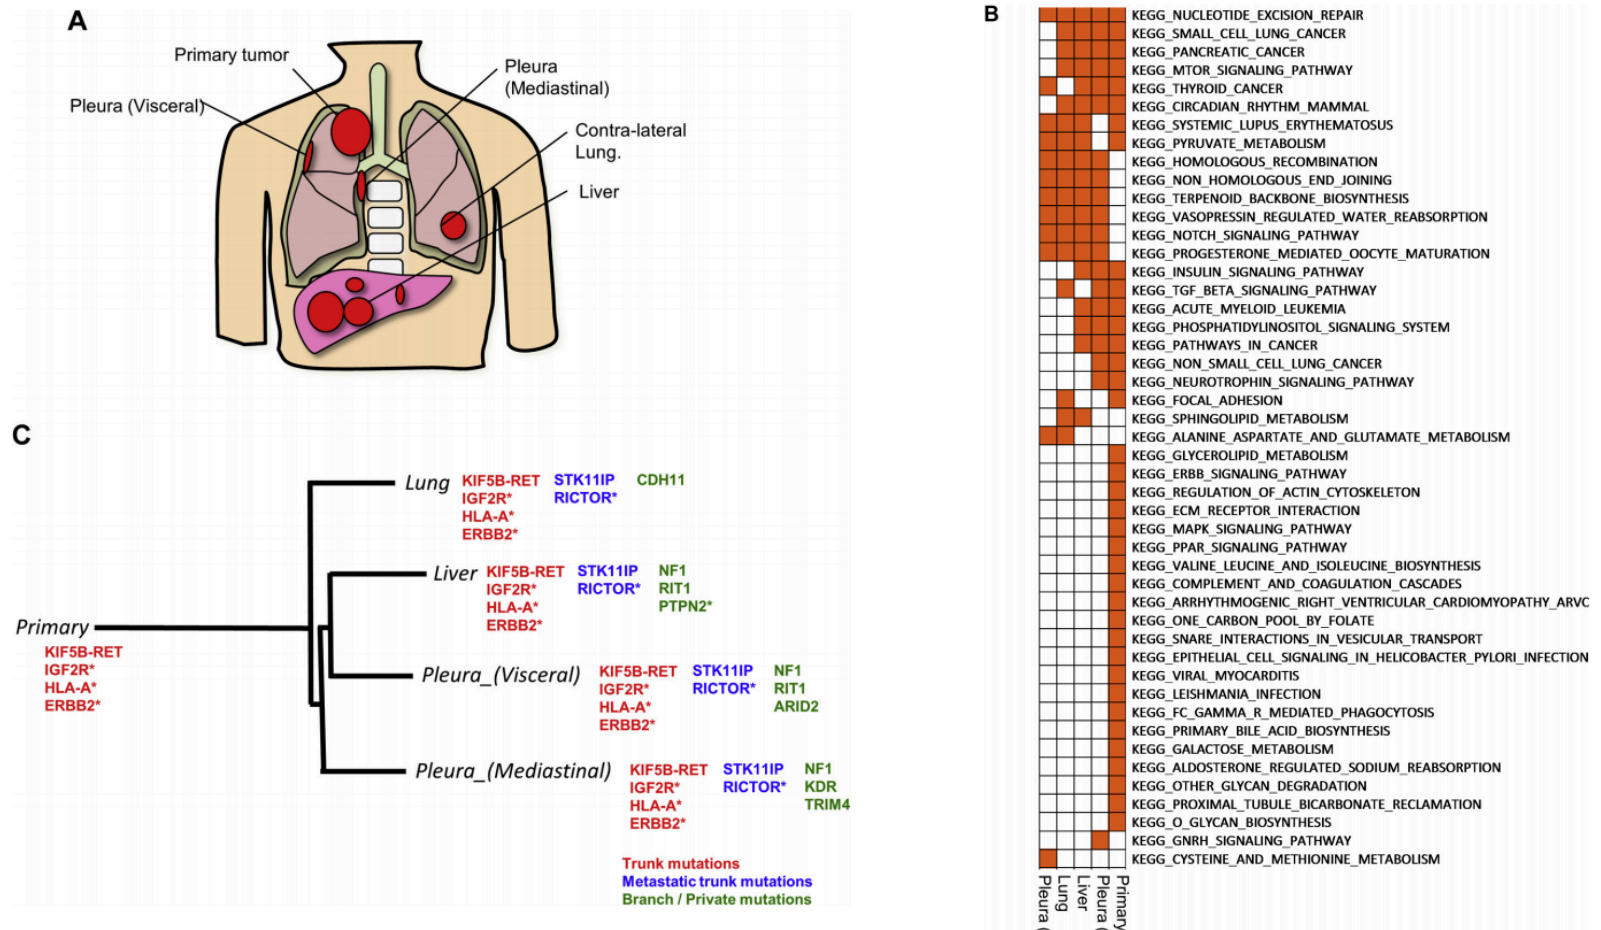 A
Primary tumor
Pleura (Visceral)
Pleura
(Mediastinal)
Contra-lateral
Lung.
Liver
B
KEGG_NUCLEOTIDE_EXCISION_REPAIR
KEGG_SMALL_CELL_LUNG_CANCER
KEGG_PANCREATIC_CANCER
KEGG_MTOR_SIGNALING_PATHWAY
KEGG_THYROID_CANCER
KEGG_CIRCADIAN_RHYTHM_MAMMAL
KEGG_SYSTEMIC_LUPUS_ERYTHEMATOSUS
KEGG_PYRUVATE_METABOLISM
KEGG_HOMOLOGOUS_RECOMBINATION
KEGG_NON_HOMOLOGOUS_END_JOINING
KEGG_TERPENOID_BACKBONE_BIOSYNTHESIS
KEGG_VASOPRESSIN_REGULATED_WATER_REABSORPTION
KEGG_NOTCH_SIGNALING_PATHWAY
KEGG_PROGESTERONE_MEDIATED_OOCYTE_MATURATION
KEGG_INSULIN_SIGNALING_PATHWAY
KEGG_TGF_BETA_SIGNALING_PATHWAY
KEGG_ACUTE_MYELOID_LEUKEMIA
KEGG_PHOSPHATIDYLINOSITOL_SIGNALING_SYSTEM
KEGG_PATHWAYS_IN_CANCER
KEGG_NON_SMALL_CELL_LUNG_CANCER
KEGG_NEUROTROPHIN_SIGNALING_PATHWAY
KEGG_FOCAL_ADHESION
KEGG_SPHINGOLIPID_METABOLISM
KEGG_ALANINE_ASPARTATE_AND_GLUTAMATE_METABOLISM
KEGG_GLYCEROLIPID_METABOLISM
KEGG_ERBB_SIGNALING_PATHWAY
KEGG_REGULATION_OF_ACTIN_CYTOSKELETON
KEGG_ECM_RECEPTOR_INTERACTION
KEGG_MAPK_SIGNALING_PATHWAY
KEGG_PPAR_SIGNALING_PATHWAY
KEGG_VALINE_LEUCINE_AND_ISOLEUCINE_BIOSYNTHESIS
KEGG_COMPLEMENT_AND_COAGULATION_CASCADES
KEGG_ARRHYTHMOGENIC_RIGHT_VENTRICULAR_CARDIOMYOPATHY_ARVC
KEGG_ONE_CARBON_POOL_BY_FOLATE
KEGG_SNARE_INTERACTIONS_IN_VESICULAR_TRANSPORT
KEGG_EPITHELIAL_CELL_SIGNALING_IN_HELICOBACTER_PYLORI_INFECTION
KEGG_VIRAL_MYOCARDITIS
KEGG_LEISHMANIA_INFECTION
KEGG_FC_GAMMA_R_MEDIATED_PHAGOCYTOSIS
KEGG_PRIMARY_BILE_ACID_BIOSYNTHESIS
KEGG_GALACTOSE_METABOLISM
KEGG_ALDOSTERONE_REGULATED_SODIUM_REABSORPTION
KEGG_OTHER_GLYCAN_DEGRADATION
KEGG_PROXIMAL_TUBULE_BICARBONATE_RECLAMATION
KEGG_O_GLYCAN_BIOSYNTHESIS
KEGG_GNRH_SIGNALING_PATHWAY
KEGG_CYSTEINE_AND_METHIONINE_METABOLISM
Pleura (
Lung
Liver
Pleura (
Primary
C
Primary
KIF5B-RET
IGF2R*
HLA-A*
ERBB2*
Lung KIF5B-RET STK11IP CDH11
IGF2R* RICTOR*
HLA-A*
ERBB2*
Liver KIF5B-RET STK11IP NF1
IGF2R* RICTOR* RIT1
HLA-A* PTPN2*
ERBB2*
Pleura_(Visceral) KIF5B-RET STK11IP NF1
IGF2R* RICTOR* RIT1
HLA-A* ARID2
ERBB2*
Pleura_(Mediastinal) KIF5B-RET STK11IP NF1
IGF2R* RICTOR* KDR
HLA-A* TRIM4
ERBB2*
Trunk mutations
Metastatic trunk mutations
Branch / Private mutations